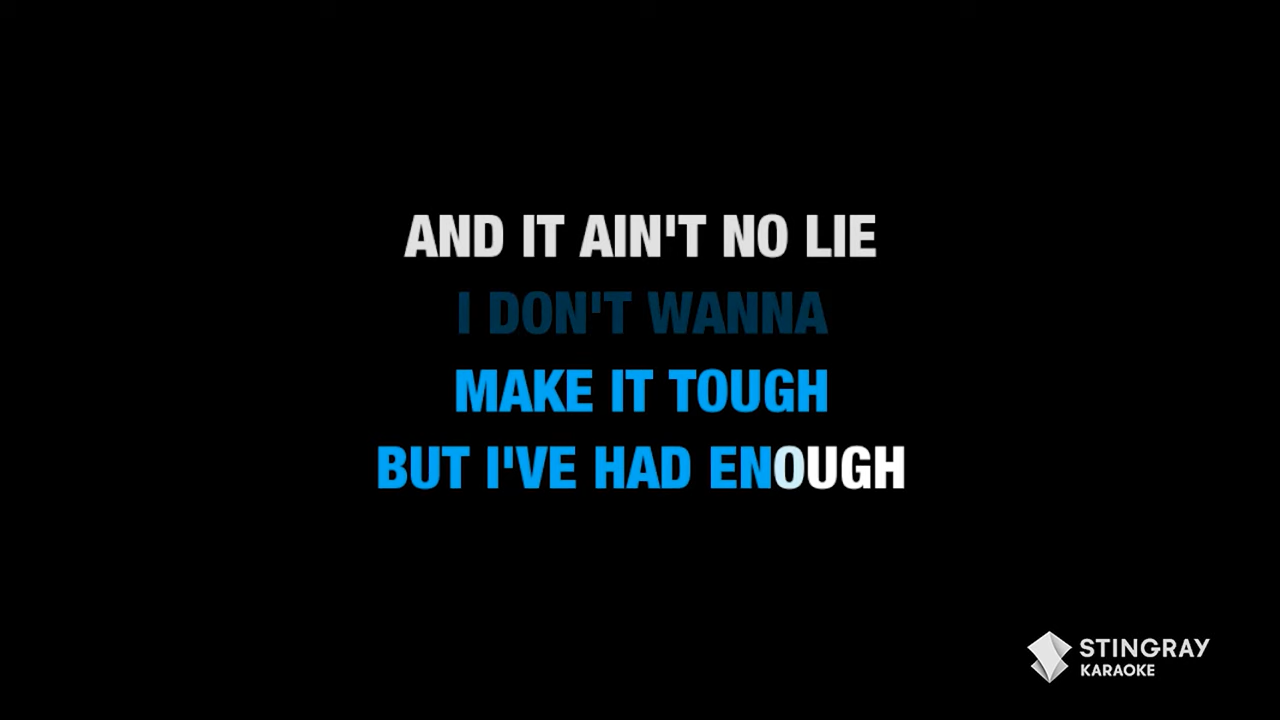 AND IT AIN'T NO LIE
I DON'T WANNA
MAKE IT TOUGH
BUT I'VE HAD ENOUGH
STINGRAY
KARAOKE